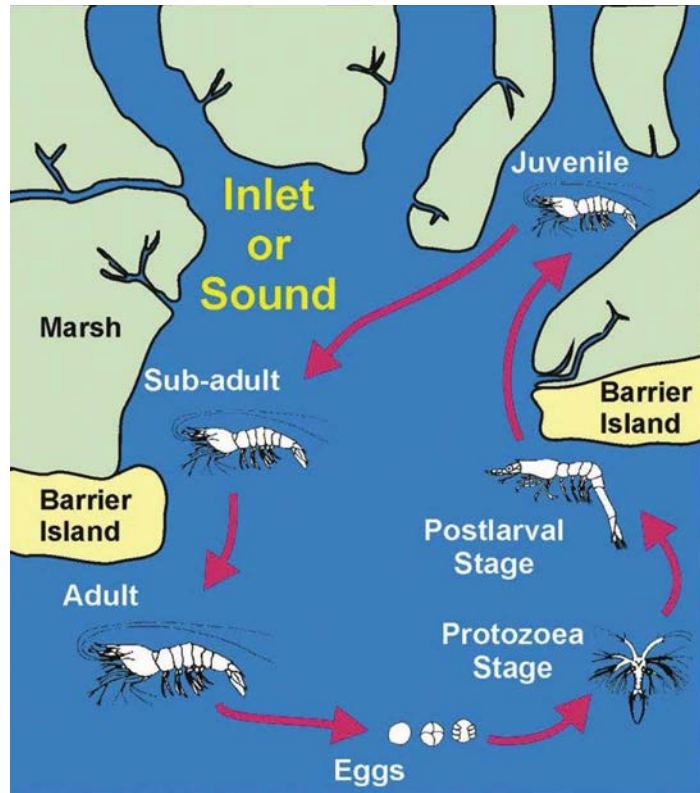 Juvenile
Inlet
or
Sound
Marsh
Sub-adult
Barrier
Island
Barrier
Island
Postlarval
Stage
Adult
Protozoea
Stage
Eggs